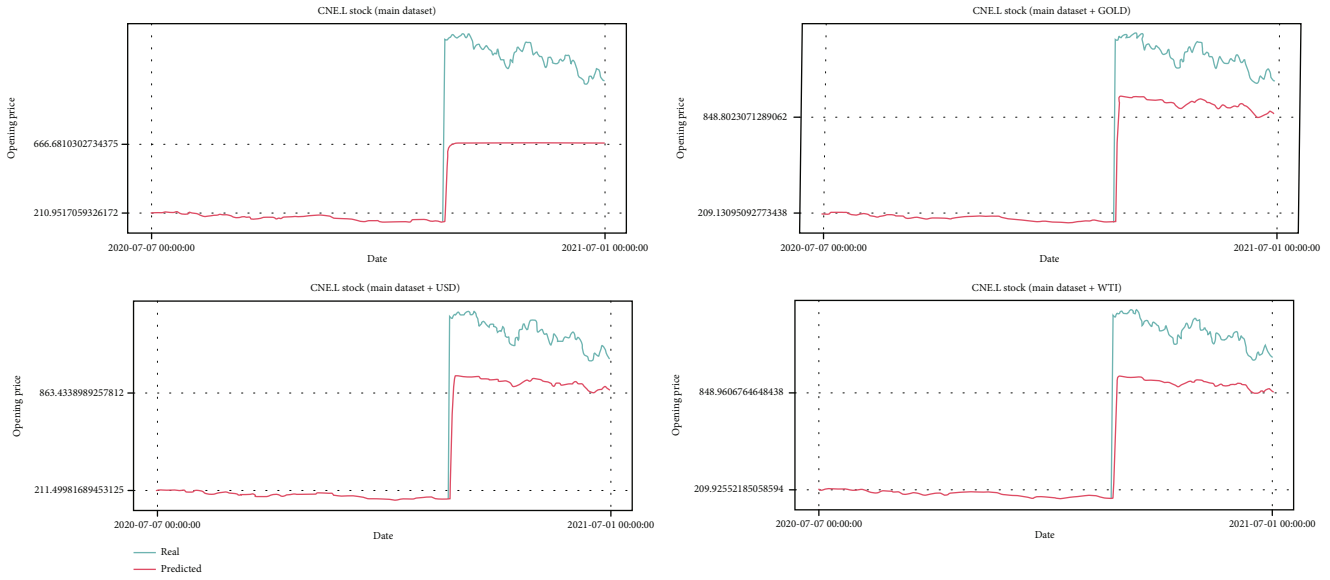 CNE.L stock (main dataset)
Opening price
666.6810302734375
210.9517059326172
2020-07-07 00:00:00
2021-07-01 00:00:00
Date
CNE.L stock (main dataset + GOLD)
Opening price
848.8023071289062
209.13095092773438
2020-07-07 00:00:00
2021-07-01 00:00:00
Date
CNE.L stock (main dataset + USD)
Opening price
863.4338989257812
211.49981689453125
2020-07-07 00:00:00
2021-07-01 00:00:00
Date
CNE.L stock (main dataset + WTI)
Opening price
848.9606764648438
209.92552185058594
2020-07-07 00:00:00
2021-07-01 00:00:00
Date
Real
Predicted